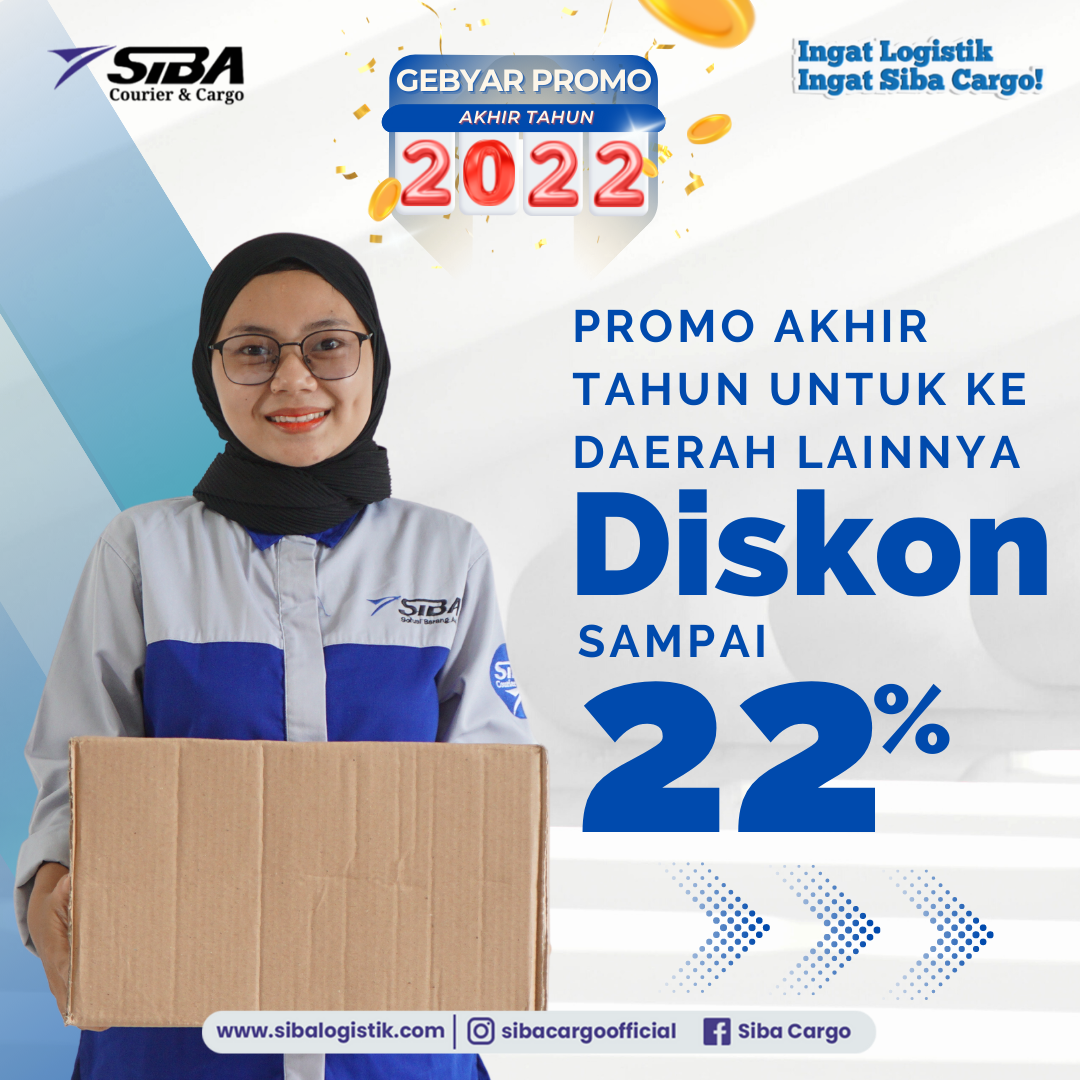 SIBA
Courier & Cargo
GEBYAR PROMO
AKHIR TAHUN
2022
Ingat Logistik
Ingat Siba Cargo!
PROMO AKHIR
TAHUN UNTUK KE
DAERAH LAINNYA
Diskon
SAMPAI
22%
SIBA
www.sibalogistik.com
sibacargoofficial
Siba Cargo